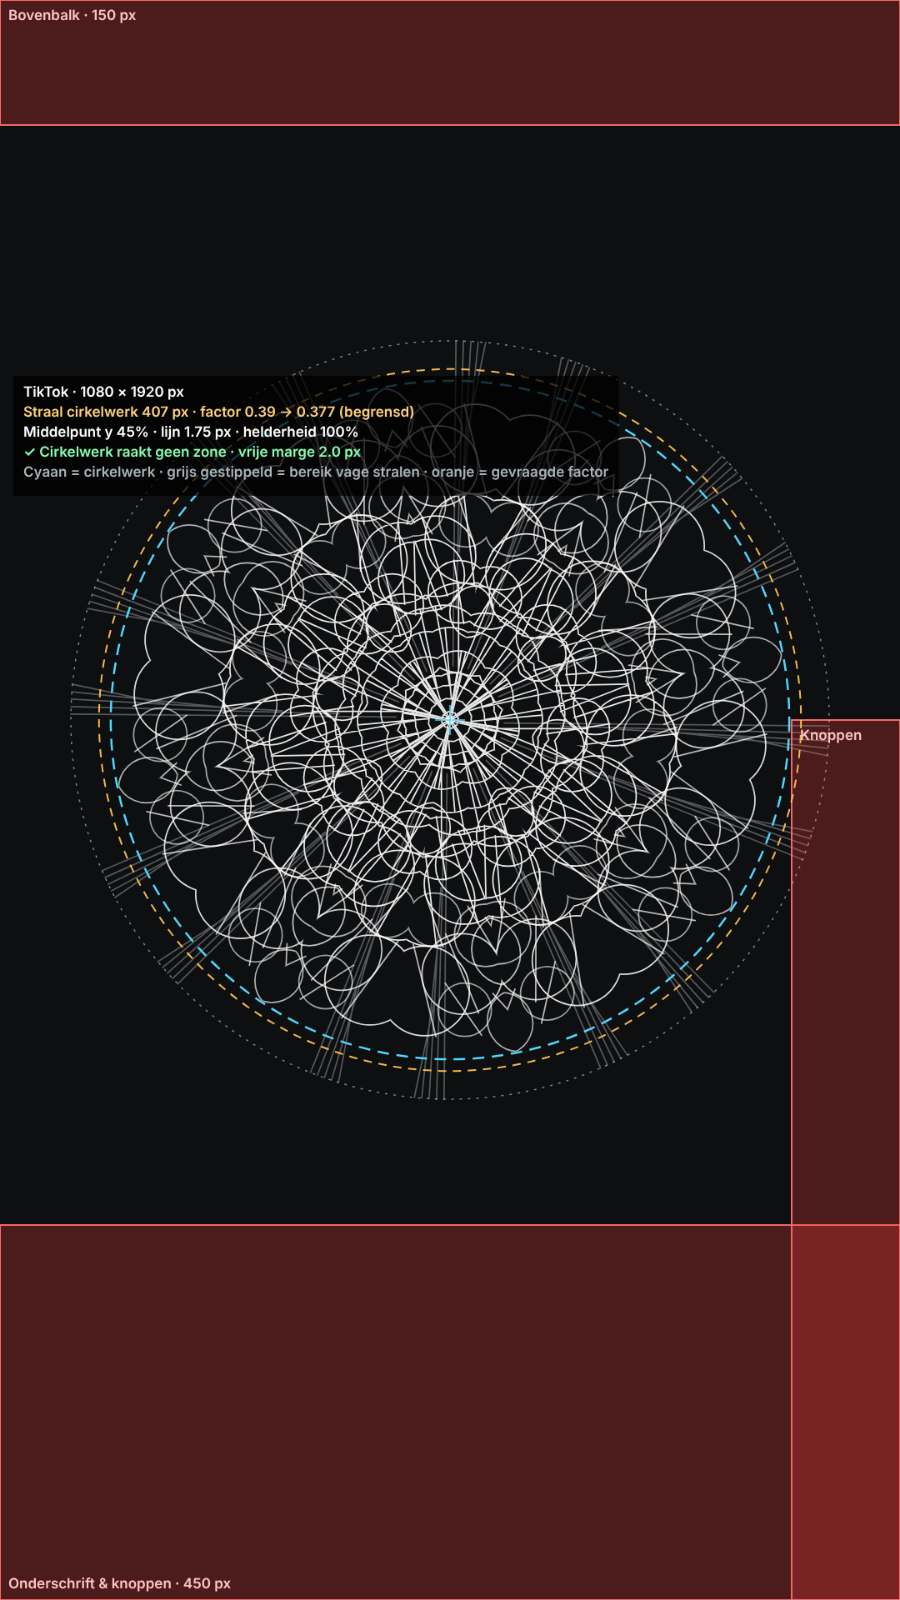 Bovenbalk · 150 px
TikTok · 1080 × 1920 px
Straal cirkelwerk 407 px · factor 0.39 → 0.377 (begrensd)
Middelpunt y 45% · lijn 1.75 px · helderheid 100%
✓ Cirkelwerk raakt geen zone · vrije marge 2.0 px
Cyaan = cirkelwerk · grijs gestippeld = bereik vage stralen · oranje = gevraagde factor
Knoppen
Onderschrift & knoppen · 450 px